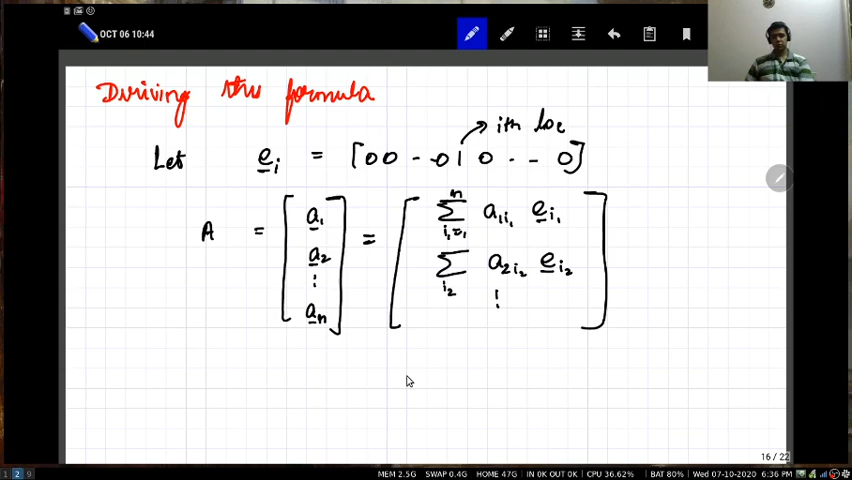 OCT 06 10:44
Deriving the formula
ith loc
Let e_i = [0 0 - - 0 1 0 - - - 0]
A = [a_1 a_2 ⋮ a_n] = [∑_{i_1=1}^{n} a_{1i_1} e_{i_1}
∑_{i_2} a_{2i_2} e_{i_2}
⋮ ]
16 / 22
1 2 9 MEM 2.5G SWAP 0.4G HOME 47G IN 0K OUT 0K CPU 36.62% BAT 80% Wed 07-10-2020 6:36 PM